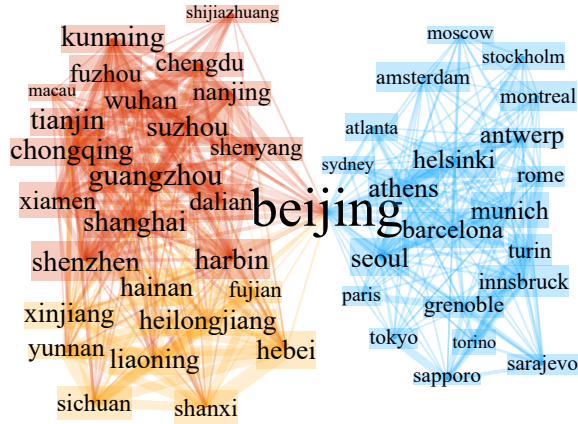 shijiazhuang
kunming
moscow
stockholm
fuzhou
chengdu
amsterdam
macau
wuhan
nanjing
montreal
tianjin
suzhou
atlanta
antwerp
chongqing
shenyang
helsinki
sydney
guangzhou
athens
rome
xiamen
shanghai
dalian
beijing
munich
barcelona
shenzhen
harbin
seoul
turin
hainan
fujian
paris
grenoble
innsbruck
xinjiang
heilongjiang
yunnan
liaoning
hebei
tokyo
torino
sapporo
sarajevo
sichuan
shanxi